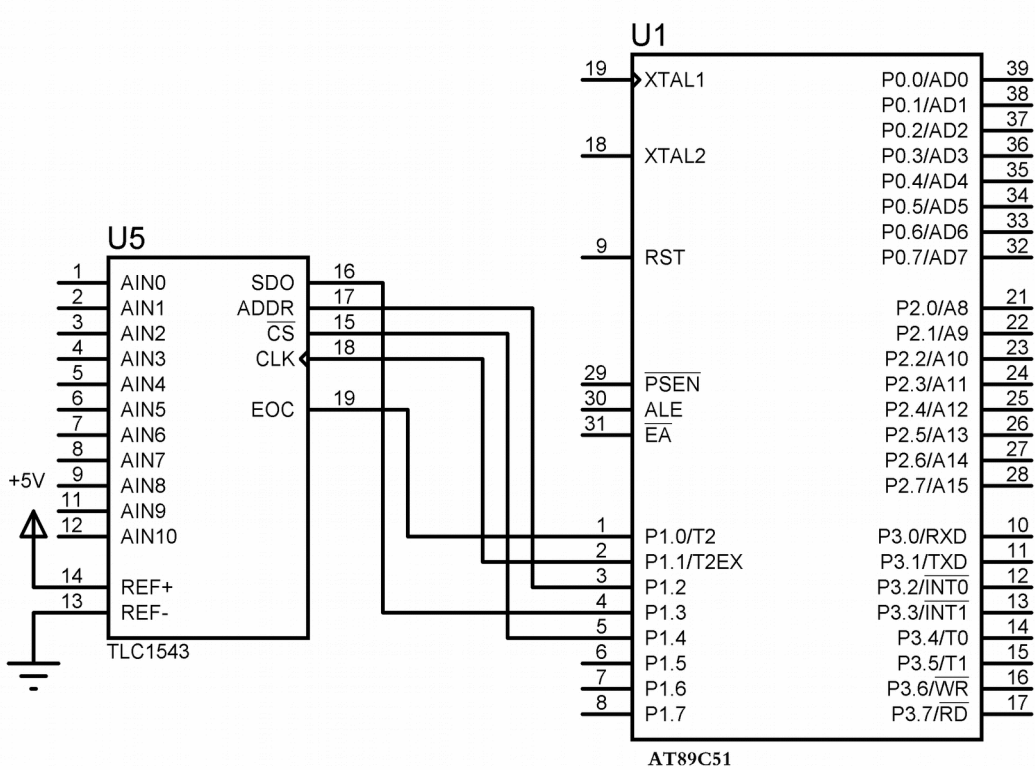 U1
19 XTAL1 P0.0/AD0 39
P0.1/AD1 38
P0.2/AD2 37
18 XTAL2 P0.3/AD3 36
P0.4/AD4 35
P0.5/AD5 34
P0.6/AD6 33
9 RST P0.7/AD7 32
P2.0/A8 21
P2.1/A9 22
P2.2/A10 23
29 PSEN P2.3/A11 24
30 ALE P2.4/A12 25
31 EA P2.5/A13 26
P2.6/A14 27
P2.7/A15 28
1 P1.0/T2 P3.0/RXD 10
2 P1.1/T2EX P3.1/TXD 11
3 P1.2 P3.2/INT0 12
4 P1.3 P3.3/INT1 13
5 P1.4 P3.4/T0 14
6 P1.5 P3.5/T1 15
7 P1.6 P3.6/WR 16
8 P1.7 P3.7/RD 17
AT89C51
U5
1 AIN0 SDO 16
2 AIN1 ADDR 17
3 AIN2 CS 15
4 AIN3 CLK 18
5 AIN4
6 AIN5 EOC 19
7 AIN6
8 AIN7
9 AIN8
11 AIN9
12 AIN10
14 REF+
13 REF-
TLC1543
+5V